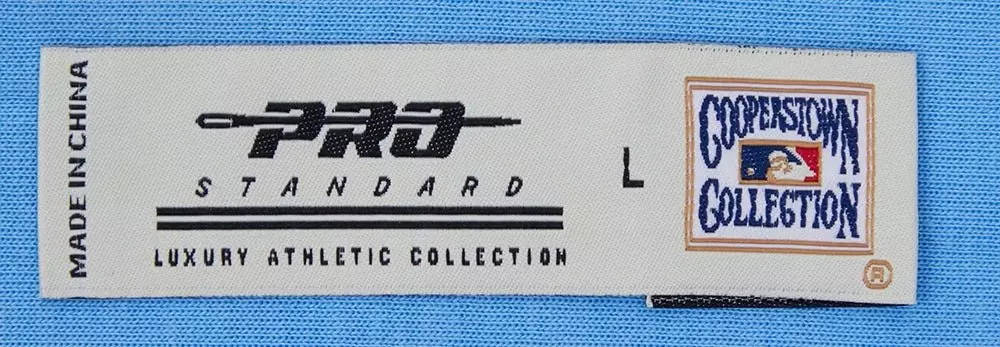 MADE IN CHINA
PRO
STANDARD
LUXURY ATHLETIC COLLECTION
L
COOPERSTOWN
COLLECTION
®